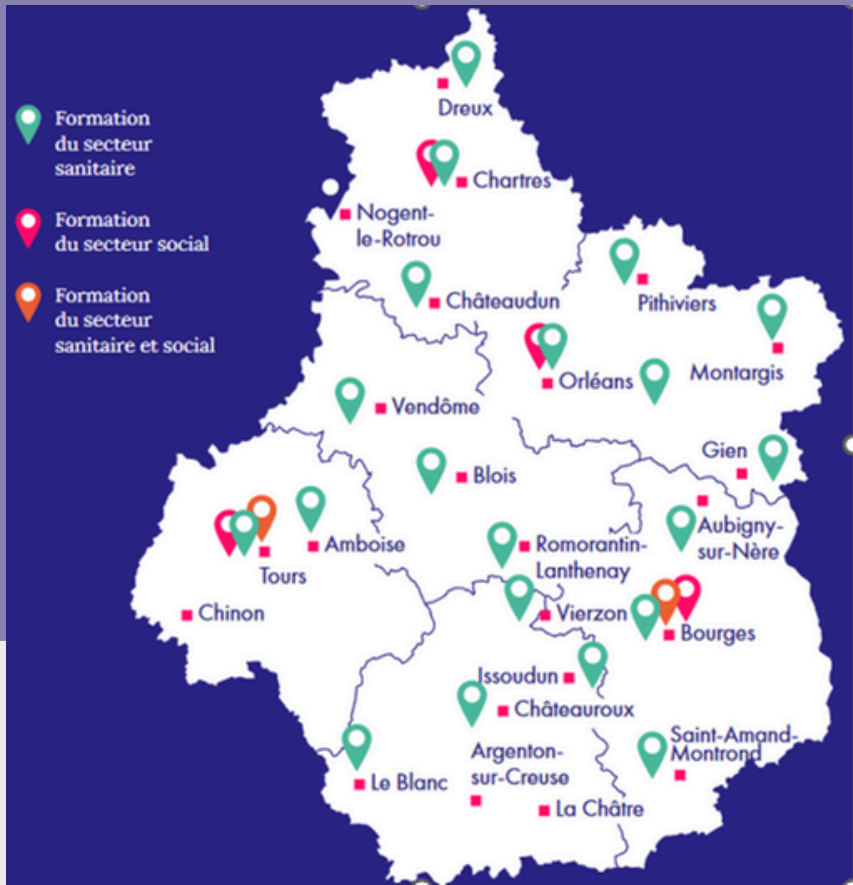 Formation
du secteur
sanitaire
Formation
du secteur social
Formation
du secteur
sanitaire et social
Dreux
Chartres
Nogent-
le-Rotrou
Châteaudun
Pithiviers
Orléans
Montargis
Vendôme
Gien
Blois
Aubigny-
sur-Nère
Amboise
Romorantin-
Lanthenay
Tours
Chinon
Vierzon
Bourges
Issoudun
Châteauroux
Saint-Amand-
Montrond
Argenton-
sur-Creuse
Le Blanc
La Châtre